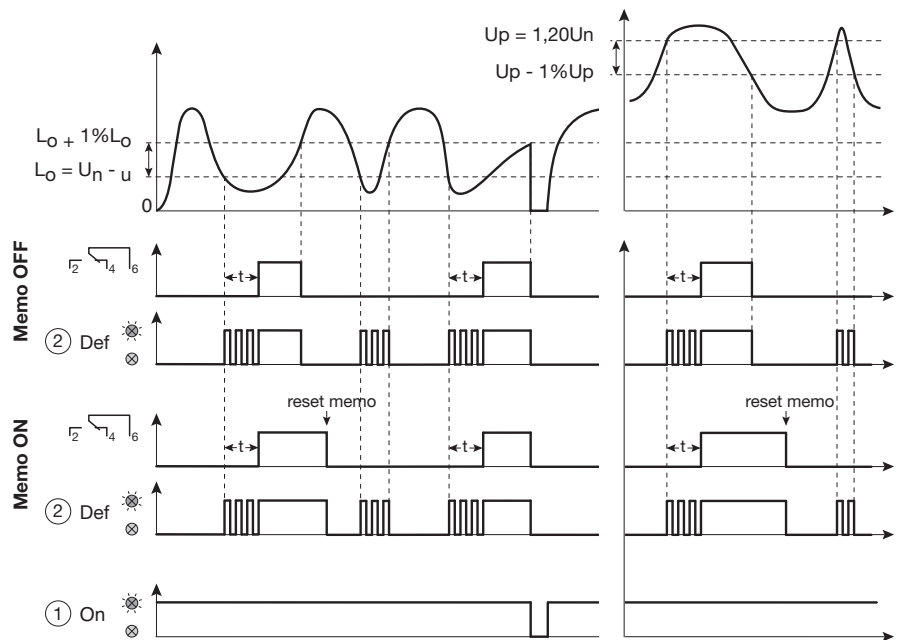 Up = 1,20Un
Up - 1%Up
Lo + 1%Lo
Lo = Un - u
0
Memo OFF
2 4 6
t t t
2 Def
Memo ON
reset memo reset memo
2 4 6
t t t
2 Def
1 On